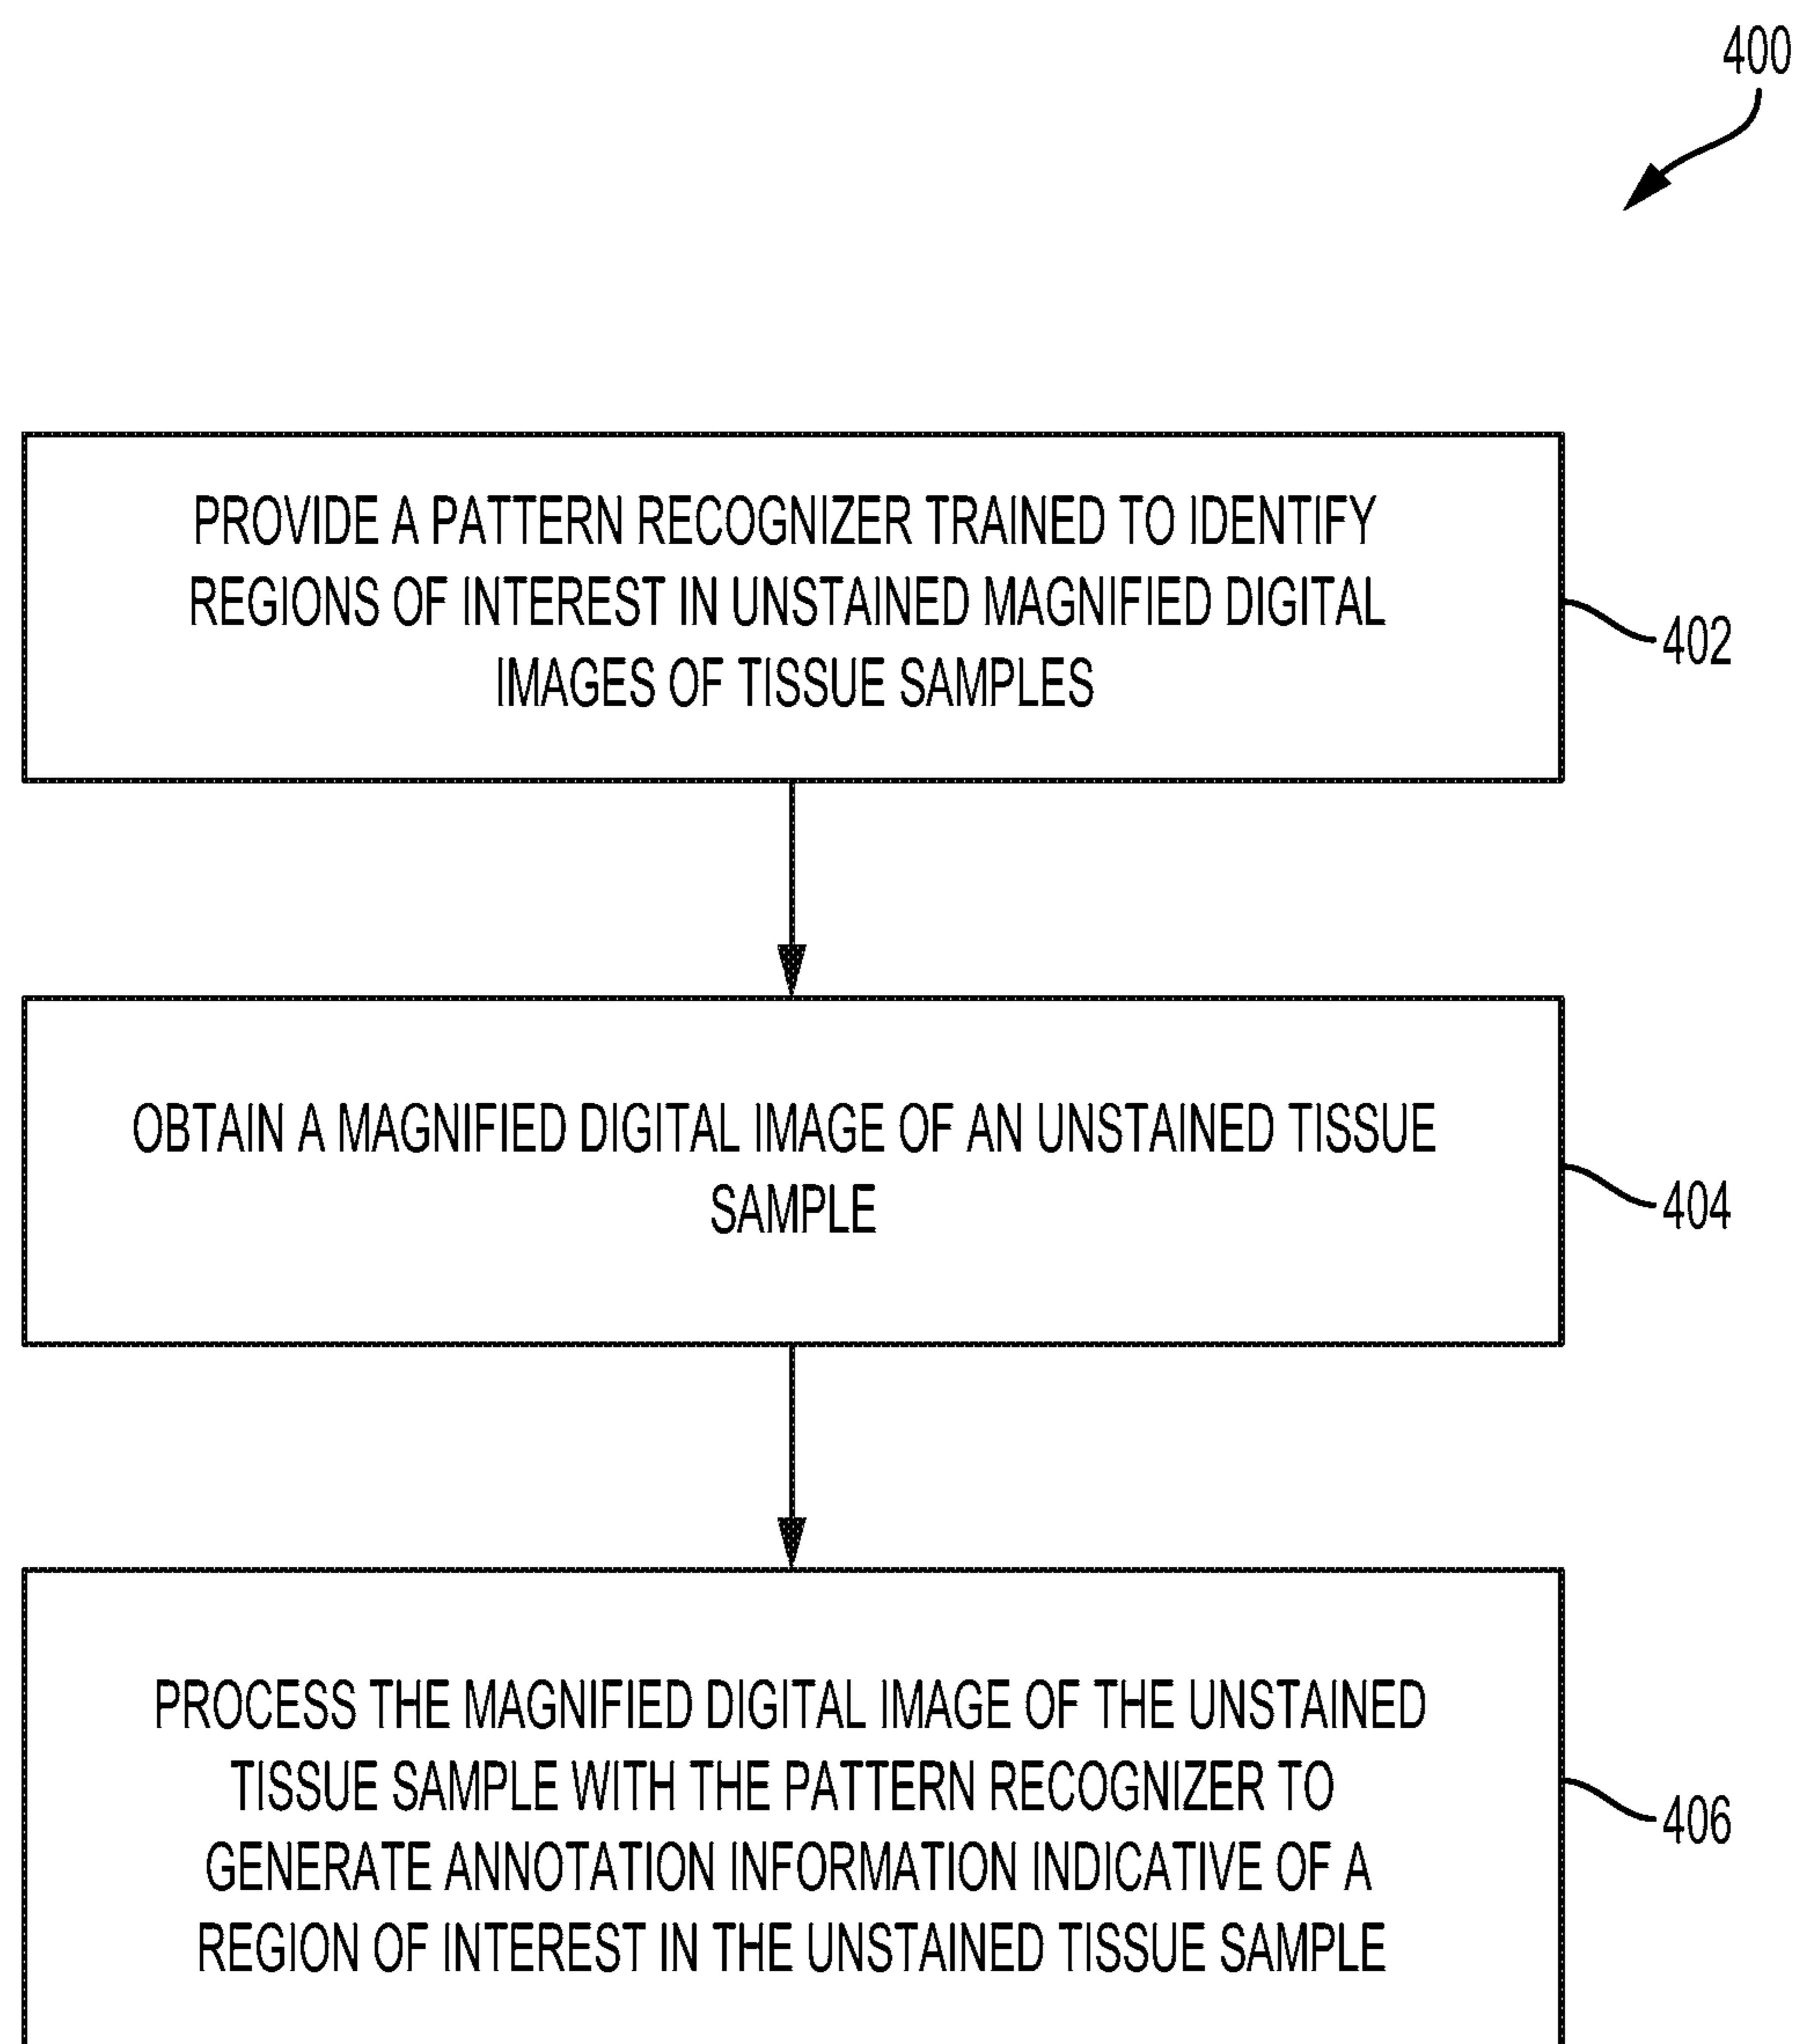 400
PROVIDE A PATTERN RECOGNIZER TRAINED TO IDENTIFY
REGIONS OF INTEREST IN UNSTAINED MAGNIFIED DIGITAL
IMAGES OF TISSUE SAMPLES
402
OBTAIN A MAGNIFIED DIGITAL IMAGE OF AN UNSTAINED TISSUE
SAMPLE
404
PROCESS THE MAGNIFIED DIGITAL IMAGE OF THE UNSTAINED
TISSUE SAMPLE WITH THE PATTERN RECOGNIZER TO
GENERATE ANNOTATION INFORMATION INDICATIVE OF A
REGION OF INTEREST IN THE UNSTAINED TISSUE SAMPLE
406